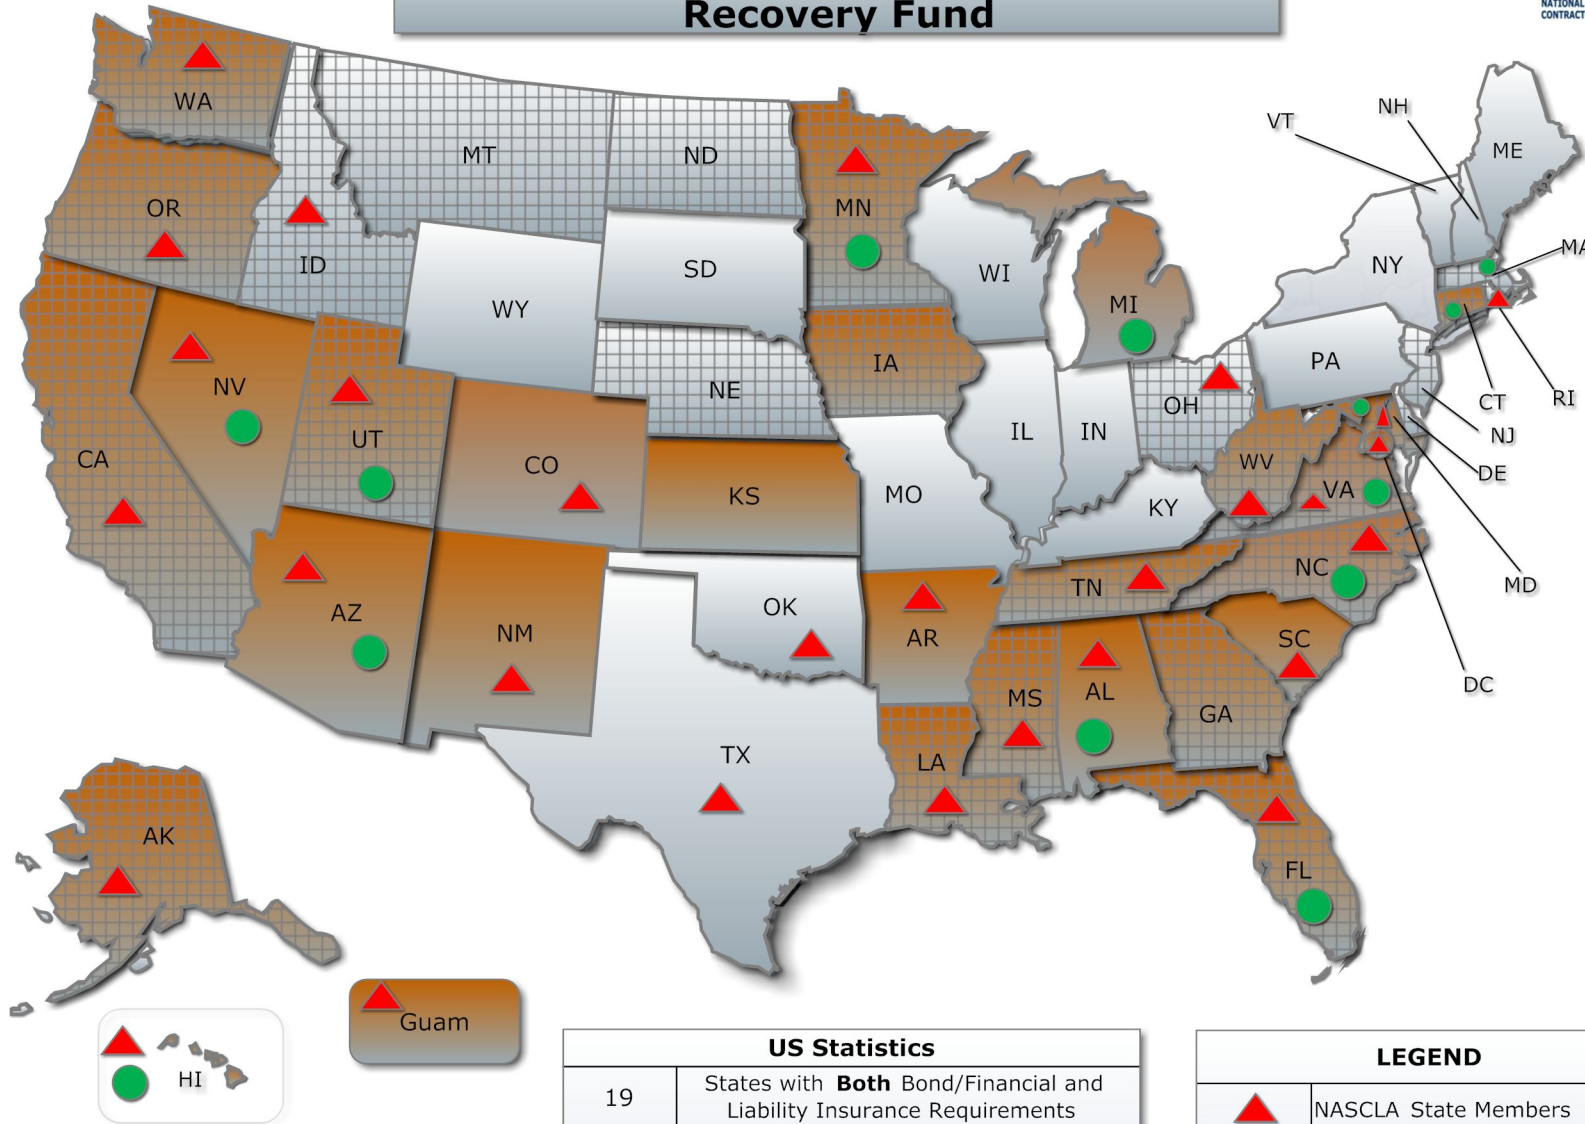 Recovery Fund
NATIONAL
CONTRACT
WA
MT
ND
MN
OR
ID
SD
WY
WI
MI
NY
VT
NH
ME
MA
RI
CT
NJ
DE
MD
DC
NV
UT
CA
CO
NE
IA
KS
MO
IL
IN
OH
PA
WV
VA
KY
TN
NC
SC
AZ
NM
OK
AR
MS
AL
GA
LA
TX
FL
AK
HI
Guam
US Statistics
19
States with Both Bond/Financial and
Liability Insurance Requirements
LEGEND
NASCLA State Members